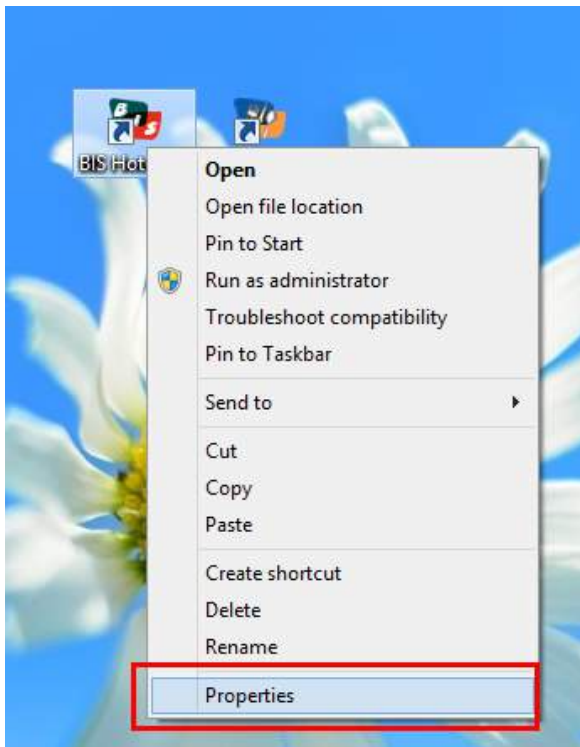 BIS
BIS Hot
Open
Open file location
Pin to Start
Run as administrator
Troubleshoot compatibility
Pin to Taskbar
Send to
Cut
Copy
Paste
Create shortcut
Delete
Rename
Properties